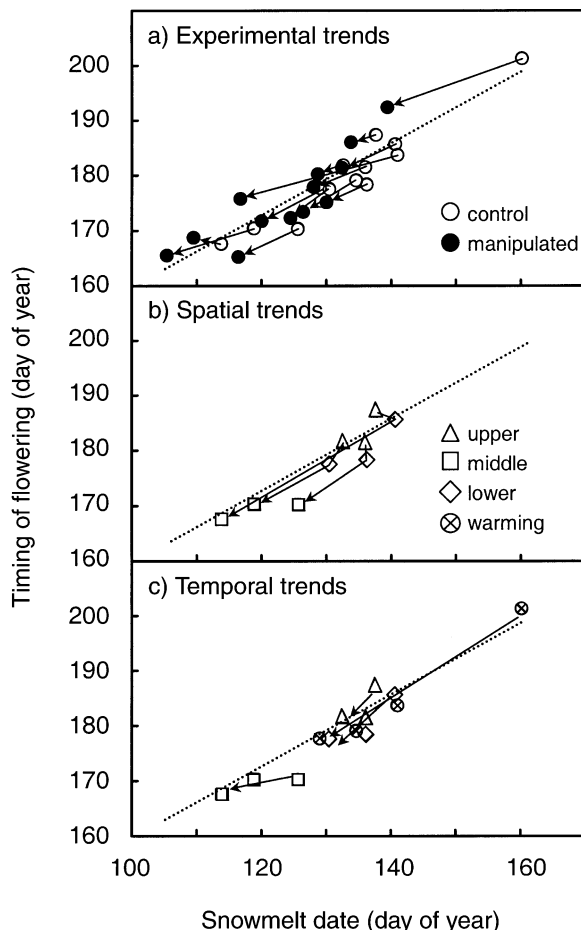 Timing of flowering (day of year)
a) Experimental trends
200
190
180
170
160
control
manipulated
b) Spatial trends
200
190
180
170
160
upper
middle
lower
warming
c) Temporal trends
200
190
180
170
160
100 120 140 160
Snowmelt date (day of year)